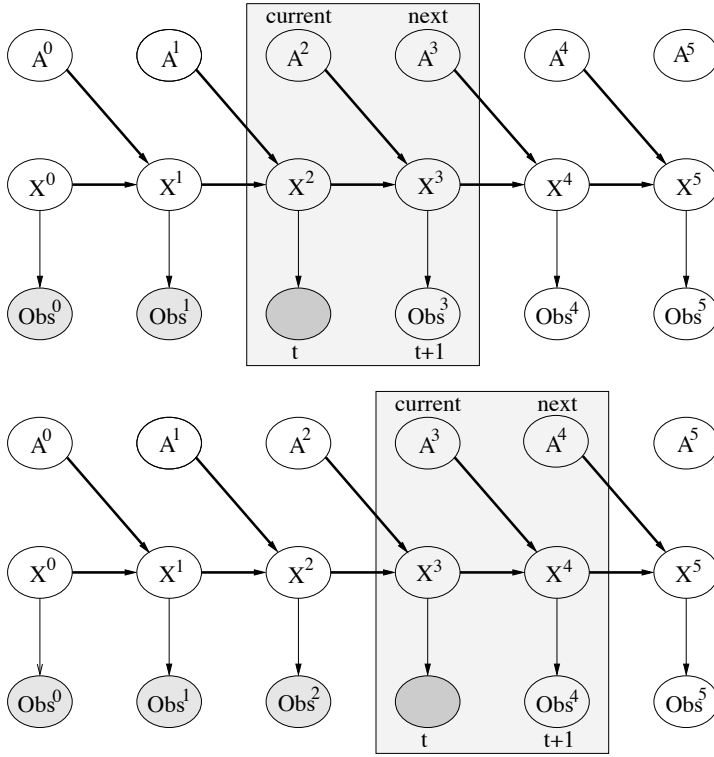 current next
A⁰ A¹ A² A³ A⁴ A⁵
X⁰ X¹ X² X³ X⁴ X⁵
Obs⁰ Obs¹ Obs³ Obs⁴ Obs⁵
t t+1
current next
A⁰ A¹ A² A³ A⁴ A⁵
X⁰ X¹ X² X³ X⁴ X⁵
Obs⁰ Obs¹ Obs² Obs⁴ Obs⁵
t t+1